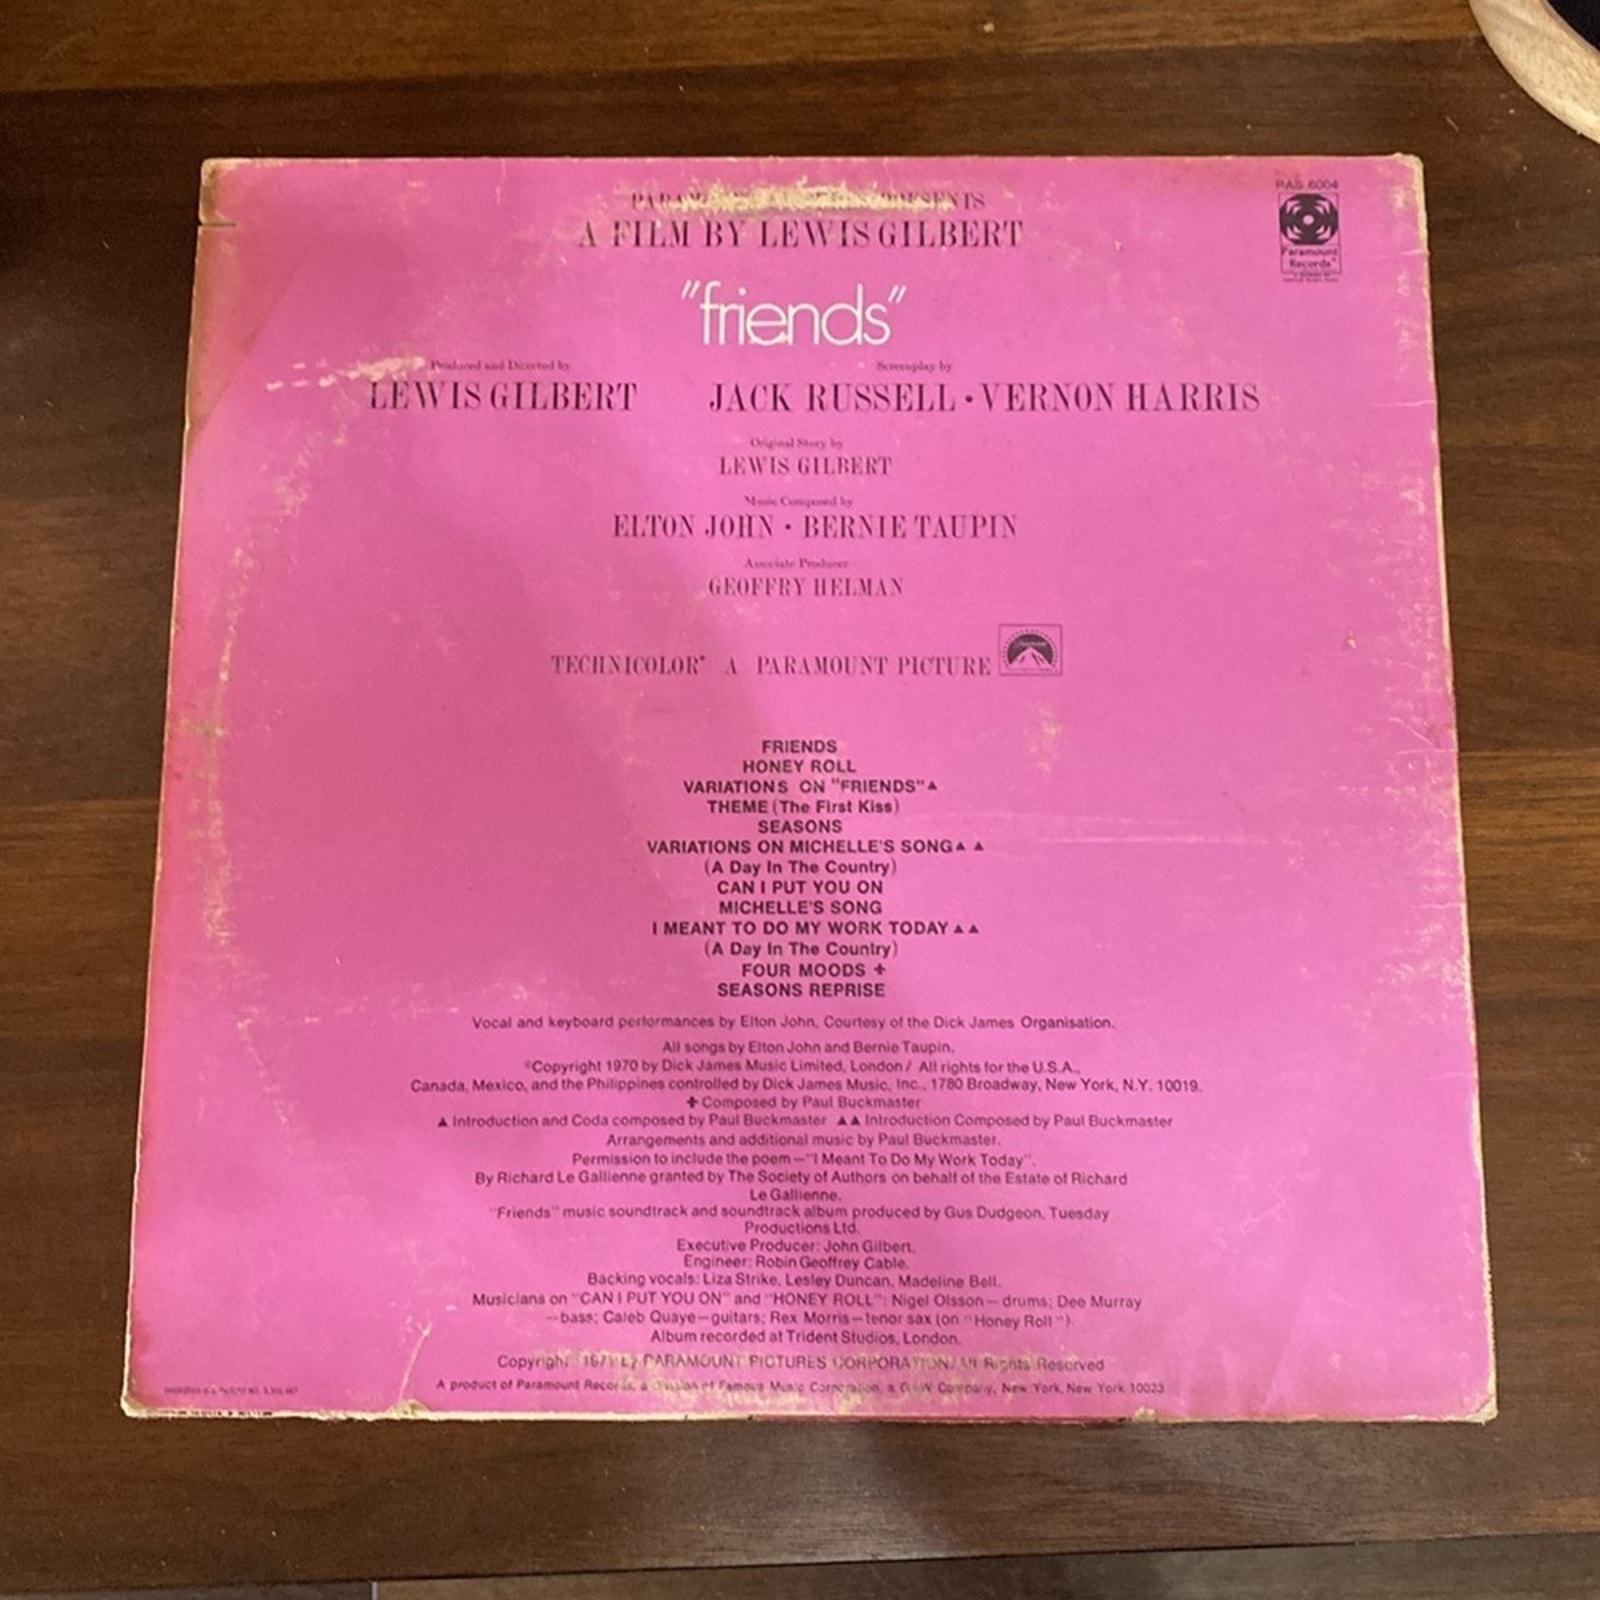 PRESENTS
PAS 6004
A FILM BY LEWIS GILBERT
Paramount
Records
"friends"
Produced and Directed by
LEWIS GILBERT
Screenplay by
JACK RUSSELL • VERNON HARRIS
Original Story by
LEWIS GILBERT
Music Composed by
ELTON JOHN • BERNIE TAUPIN
Associate Producer
GEOFFRY HELMAN
TECHNICOLOR® A PARAMOUNT PICTURE
FRIENDS
HONEY ROLL
VARIATIONS ON "FRIENDS"▲
THEME (The First Kiss)
SEASONS
VARIATIONS ON MICHELLE'S SONG▲ ▲
(A Day In The Country)
CAN I PUT YOU ON
MICHELLE'S SONG
I MEANT TO DO MY WORK TODAY▲▲
(A Day In The Country)
FOUR MOODS ✚
SEASONS REPRISE
Vocal and keyboard performances by Elton John, Courtesy of the Dick James Organisation.
All songs by Elton John and Bernie Taupin.
©Copyright 1970 by Dick James Music Limited, London / All rights for the U.S.A.,
Canada, Mexico, and the Philippines controlled by Dick James Music, Inc., 1780 Broadway, New York, N.Y. 10019.
✚ Composed by Paul Buckmaster
▲ Introduction and Coda composed by Paul Buckmaster ▲▲ Introduction Composed by Paul Buckmaster
Arrangements and additional music by Paul Buckmaster.
Permission to include the poem—"I Meant To Do My Work Today".
By Richard Le Gallienne granted by The Society of Authors on behalf of the Estate of Richard
Le Gallienne.
"Friends" music soundtrack and soundtrack album produced by Gus Dudgeon, Tuesday
Productions Ltd.
Executive Producer: John Gilbert.
Engineer: Robin Geoffrey Cable.
Backing vocals: Liza Strike, Lesley Duncan, Madeline Bell.
Musicians on "CAN I PUT YOU ON" and "HONEY ROLL": Nigel Olsson—drums; Dee Murray
—bass; Caleb Quaye—guitars; Rex Morris—tenor sax (on "Honey Roll").
Album recorded at Trident Studios, London.
Copyright 1971 by PARAMOUNT PICTURES CORPORATION/All Rights Reserved
A product of Paramount Records, a division of Famous Music Corporation, a G+W Company, New York, New York 10023